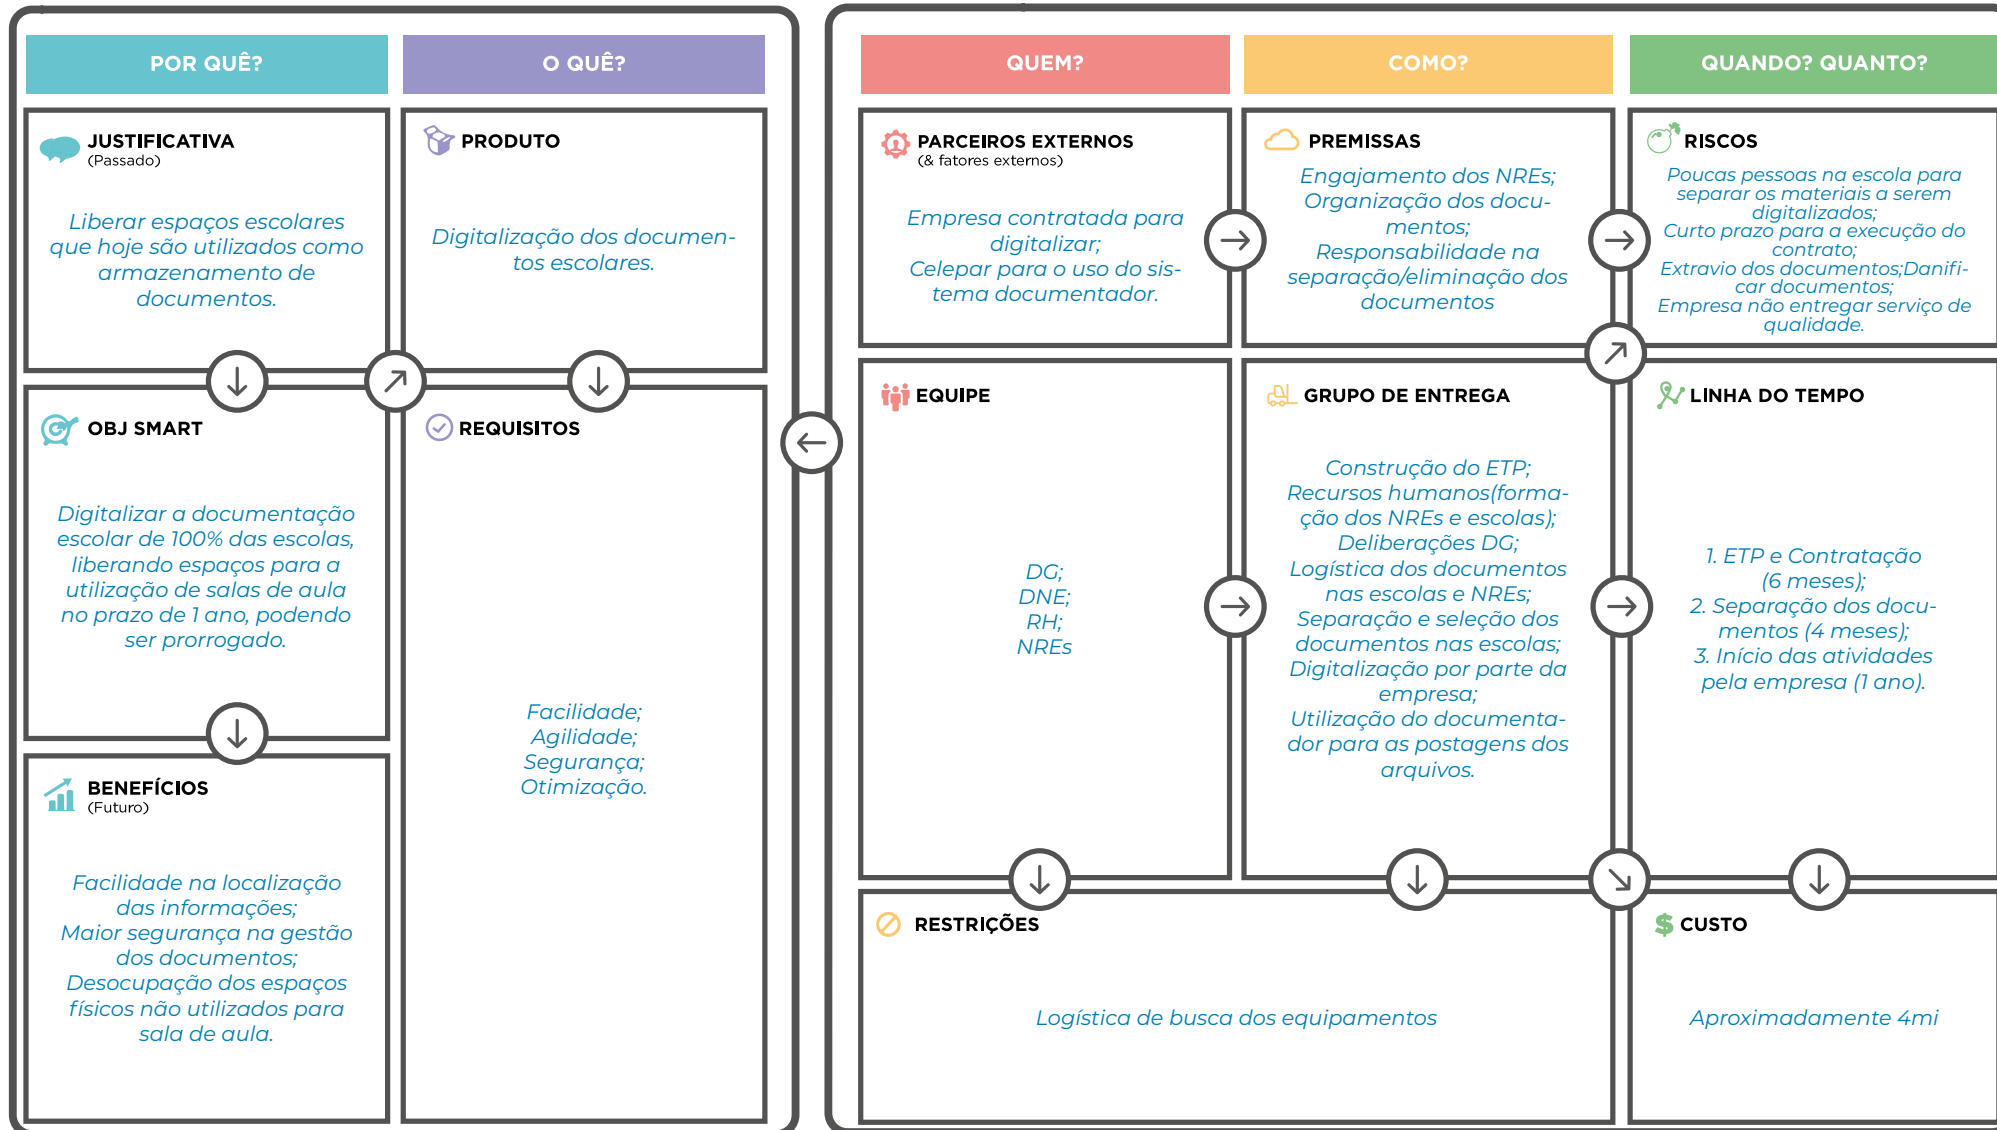 POR QUÊ?
O QUÊ?
QUEM?
COMO?
QUANDO? QUANTO?
JUSTIFICATIVA
(Passado)
Liberar espaços escolares
que hoje são utilizados como
armazenamento de
documentos.
OBJ SMART
Digitalizar a documentação
escolar de 100% das escolas,
liberando espaços para a
utilização de salas de aula
no prazo de 1 ano, podendo
ser prorrogado.
BENEFÍCIOS
(Futuro)
Facilidade na localização
das informações;
Maior segurança na gestão
dos documentos;
Desocupação dos espaços
físicos não utilizados para
sala de aula.
PRODUTO
Digitalização dos documen-
tos escolares.
REQUISITOS
Facilidade;
Agilidade;
Segurança;
Otimização.
PARCEIROS EXTERNOS
(& fatores externos)
Empresa contratada para
digitalizar;
Celepar para o uso do sis-
tema documentador.
EQUIPE
DG;
DNE;
RH;
NREs
PREMISSAS
Engajamento dos NREs;
Organização dos docu-
mentos;
Responsabilidade na
separação/eliminação dos
documentos
GRUPO DE ENTREGA
Construção do ETP;
Recursos humanos(forma-
ção dos NREs e escolas);
Deliberações DG;
Logística dos documentos
nas escolas e NREs;
Separação e seleção dos
documentos nas escolas;
Digitalização por parte da
empresa;
Utilização do documenta-
dor para as postagens dos
arquivos.
RISCOS
Poucas pessoas na escola para
separar os materiais a serem
digitalizados;
Curto prazo para a execução do
contrato;
Extravio dos documentos;Danifi-
car documentos;
Empresa não entregar serviço de
qualidade.
LINHA DO TEMPO
1. ETP e Contratação
(6 meses);
2. Separação dos docu-
mentos (4 meses);
3. Início das atividades
pela empresa (1 ano).
RESTRIÇÕES
Logística de busca dos equipamentos
CUSTO
Aproximadamente 4mi